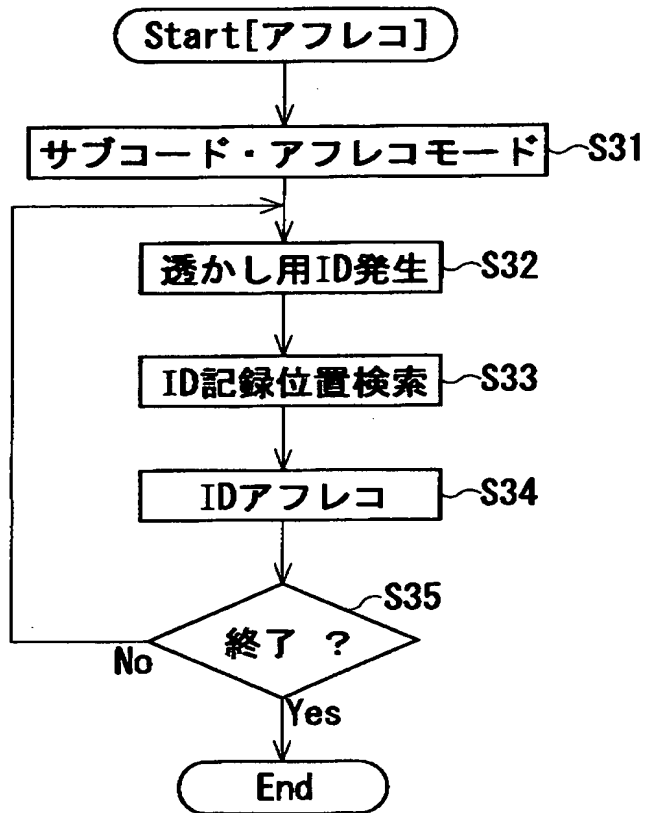 Start[アフレコ]
サブコード・アフレコモード
S31
透かし用ID発生
S32
ID記録位置検索
S33
IDアフレコ
S34
S35
終了 ?
No
Yes
End